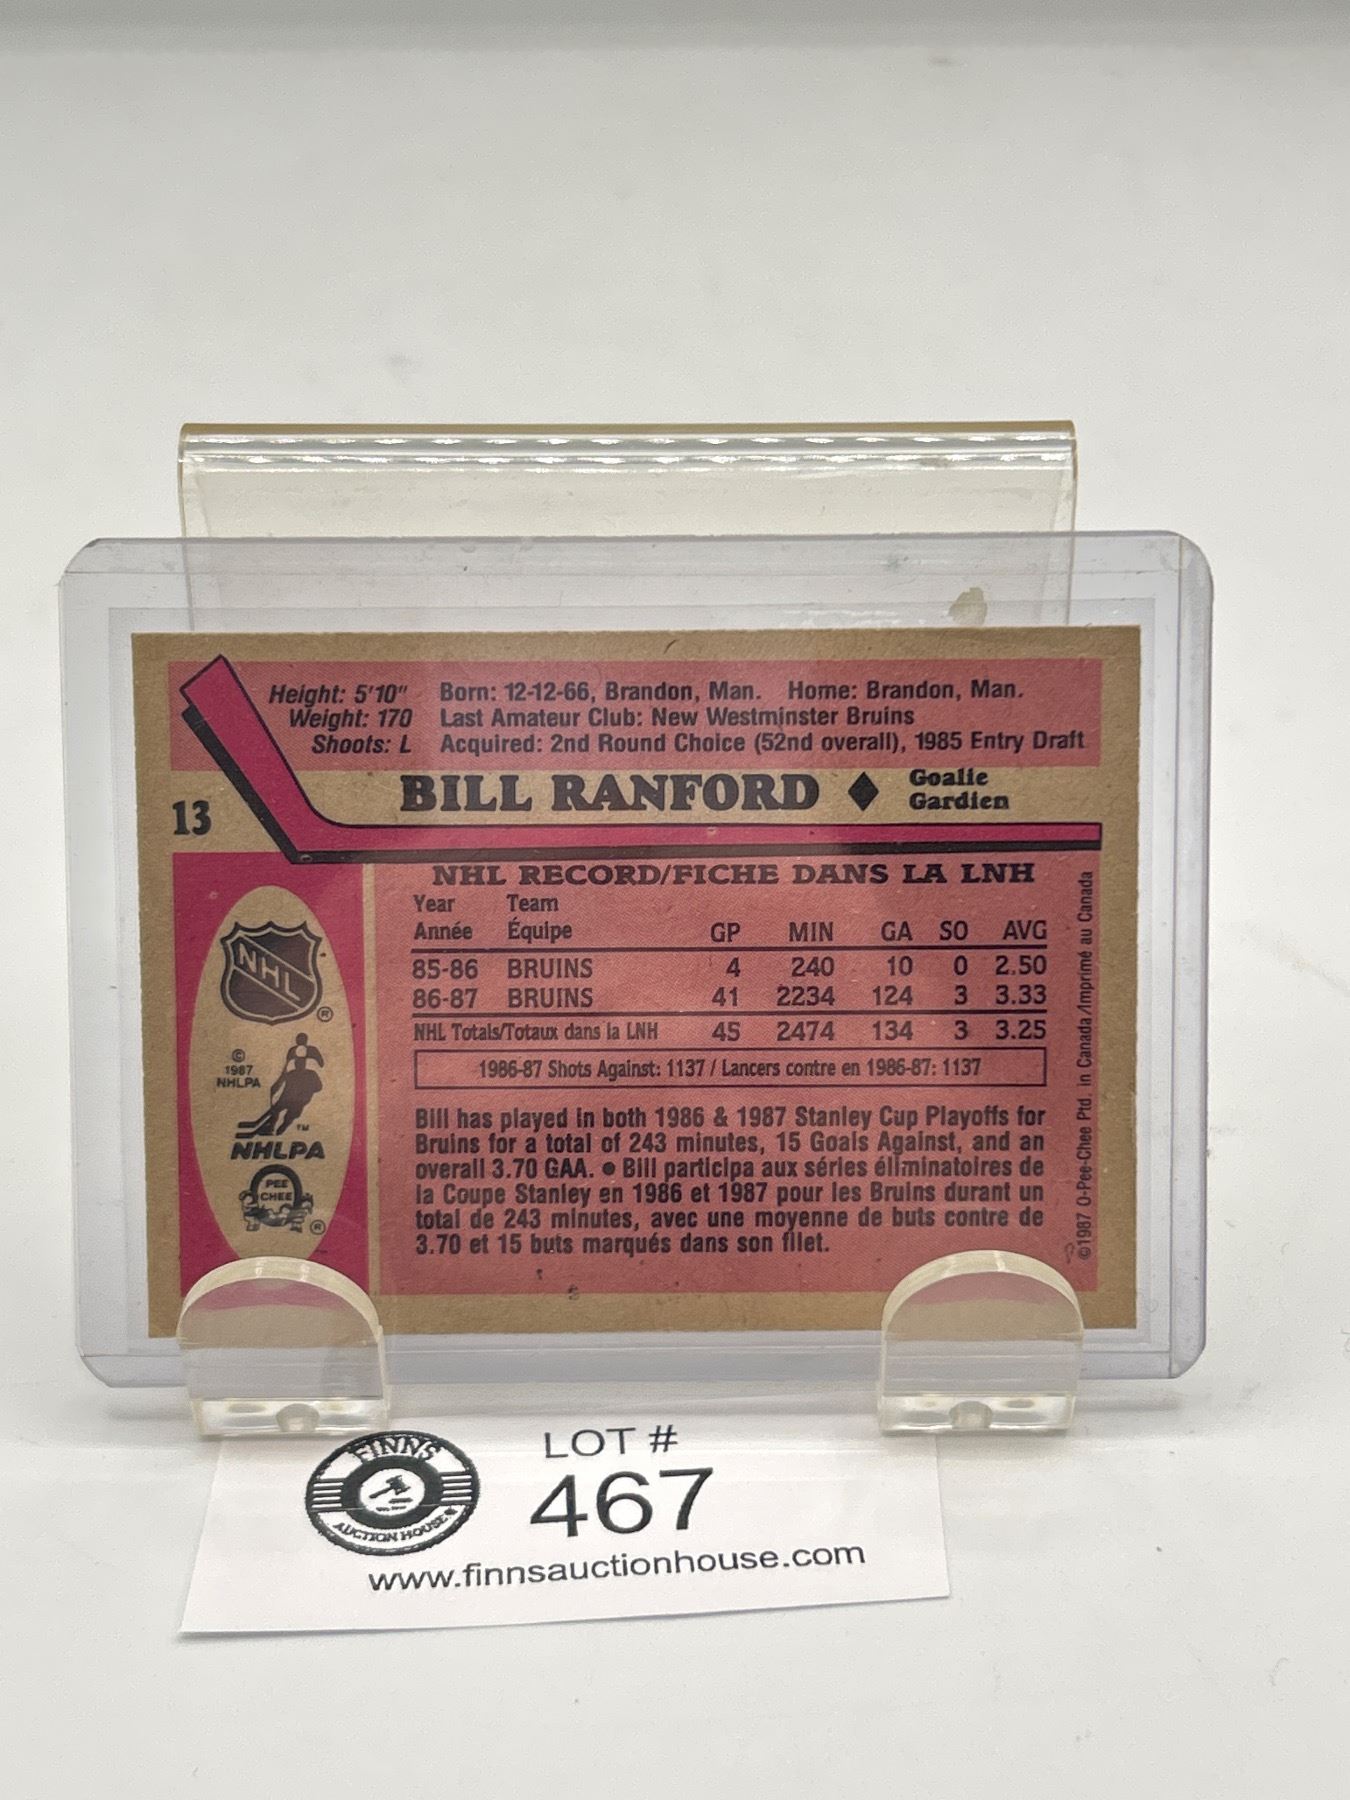 Height: 5'10" Born: 12-12-66, Brandon, Man. Home: Brandon, Man.
Weight: 170 Last Amateur Club: New Westminster Bruins
Shoots: L Acquired: 2nd Round Choice (52nd overall), 1985 Entry Draft
13 BILL RANFORD ♦ Goalie
Gardien
NHL RECORD/FICHE DANS LA LNH
Year Team
Année Équipe GP MIN GA SO AVG
85-86 BRUINS 4 240 10 0 2.50
86-87 BRUINS 41 2234 124 3 3.33
NHL Totals/Totaux dans la LNH 45 2474 134 3 3.25
1986-87 Shots Against: 1137 / Lancers contre en 1986-87: 1137
Bill has played in both 1986 & 1987 Stanley Cup Playoffs for
Bruins for a total of 243 minutes, 15 Goals Against, and an
overall 3.70 GAA. ● Bill participa aux séries éliminatoires de
la Coupe Stanley en 1986 et 1987 pour les Bruins durant un
total de 243 minutes, avec une moyenne de buts contre de
3.70 et 15 buts marqués dans son filet.
NHL ®
©
1987
NHLPA
TM
NHLPA
O
PEE
CHEE
®
©1987 O-Pee-Chee Ptd. in Canada/Imprimé au Canada
FINNS
AUCTION HOUSE
LOT #
467
www.finnsauctionhouse.com